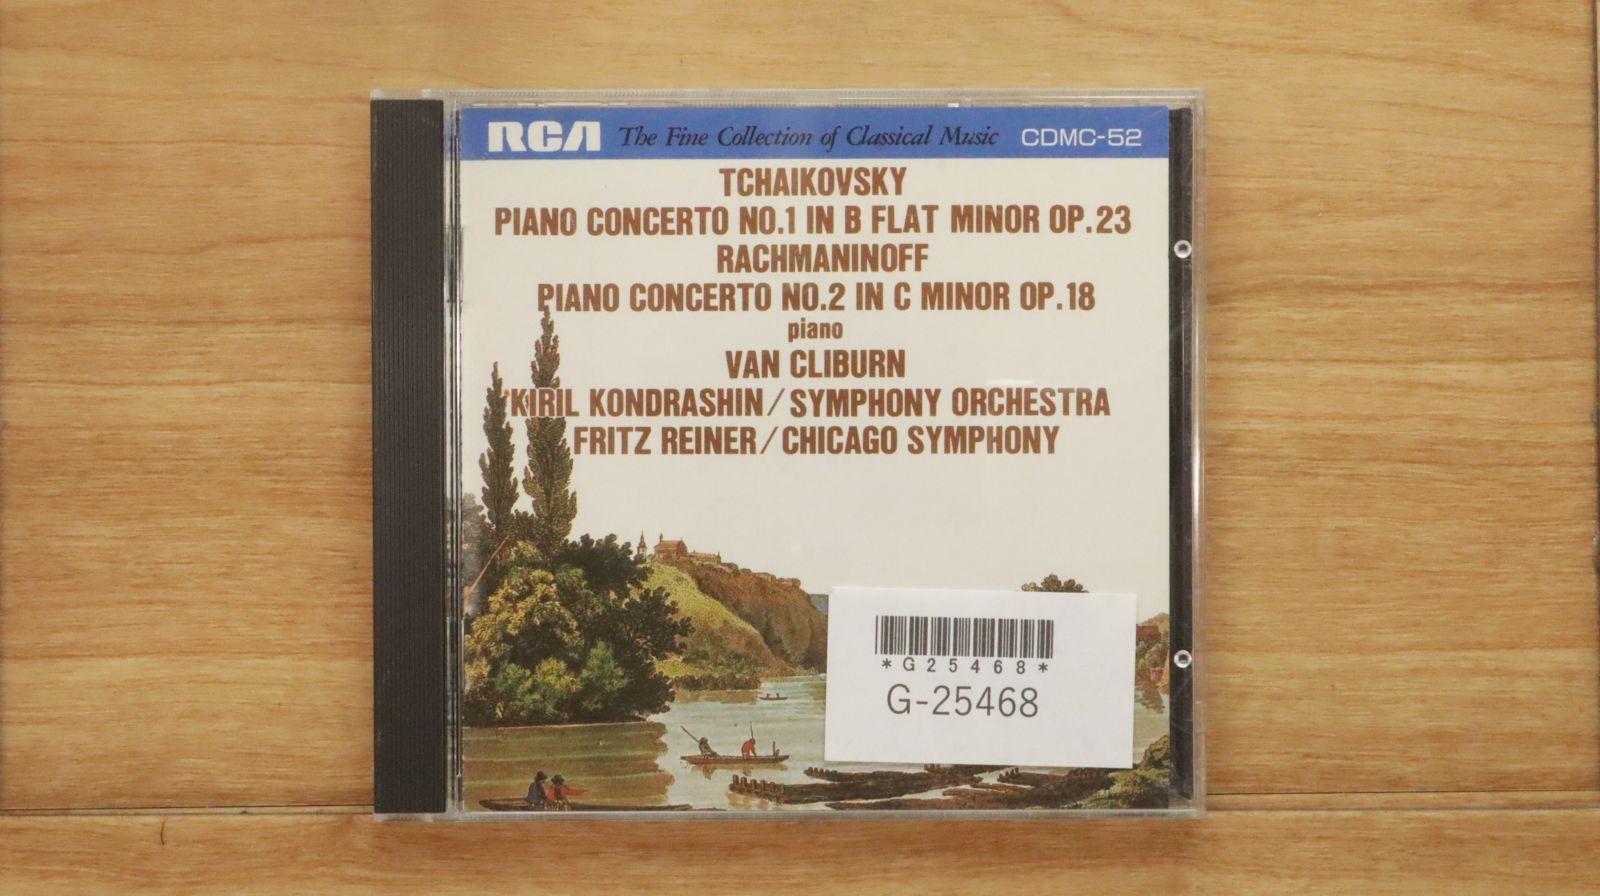 RCA The Fine Collection of Classical Music CDMC-52
TCHAIKOVSKY
PIANO CONCERTO NO.1 IN B FLAT MINOR OP.23
RACHMANINOFF
PIANO CONCERTO NO.2 IN C MINOR OP.18
piano
VAN CLIBURN
KIRIL KONDRASHIN/SYMPHONY ORCHESTRA
FRITZ REINER/CHICAGO SYMPHONY
*G25468*
G-25468